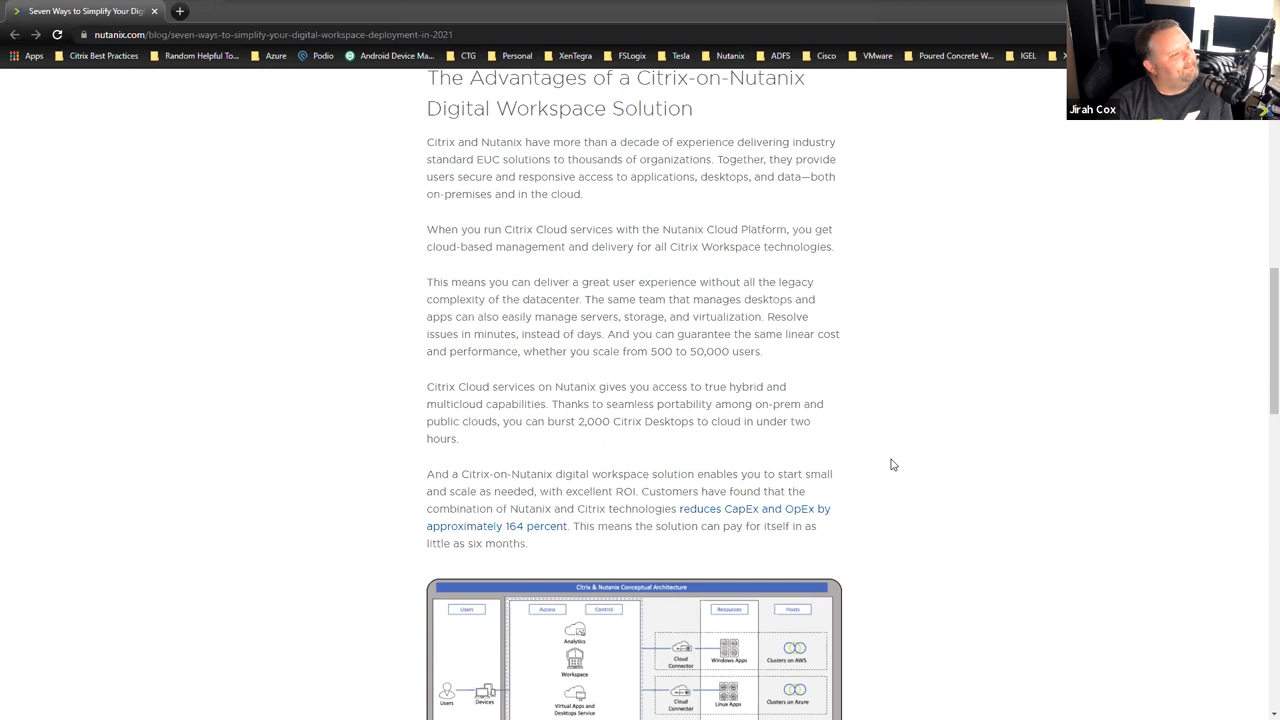 Seven Ways to Simplify Your Dig
nutanix.com/blog/seven-ways-to-simplify-your-digital-workspace-deployment-in-2021
Apps Citrix Best Practices Random Helpful To... Azure Podio Android Device Ma... CTG Personal XenTegra FSLogix Tesla Nutanix ADFS Cisco VMware Poured Concrete W... IGEL
Jirah Cox
The Advantages of a Citrix-on-Nutanix
Digital Workspace Solution
Citrix and Nutanix have more than a decade of experience delivering industry
standard EUC solutions to thousands of organizations. Together, they provide
users secure and responsive access to applications, desktops, and data—both
on-premises and in the cloud.
When you run Citrix Cloud services with the Nutanix Cloud Platform, you get
cloud-based management and delivery for all Citrix Workspace technologies.
This means you can deliver a great user experience without all the legacy
complexity of the datacenter. The same team that manages desktops and
apps can also easily manage servers, storage, and virtualization. Resolve
issues in minutes, instead of days. And you can guarantee the same linear cost
and performance, whether you scale from 500 to 50,000 users.
Citrix Cloud services on Nutanix gives you access to true hybrid and
multicloud capabilities. Thanks to seamless portability among on-prem and
public clouds, you can burst 2,000 Citrix Desktops to cloud in under two
hours.
And a Citrix-on-Nutanix digital workspace solution enables you to start small
and scale as needed, with excellent ROI. Customers have found that the
combination of Nutanix and Citrix technologies reduces CapEx and OpEx by
approximately 164 percent. This means the solution can pay for itself in as
little as six months.
Citrix & Nutanix Conceptual Architecture
Users Access Control Resources Hosts
Analytics
Cloud
Connector
Windows Apps
Clusters on AWS
Workspace
Users
Devices
Virtual Apps and
Desktops Service
Cloud
Connector
Linux Apps
Clusters on Azure